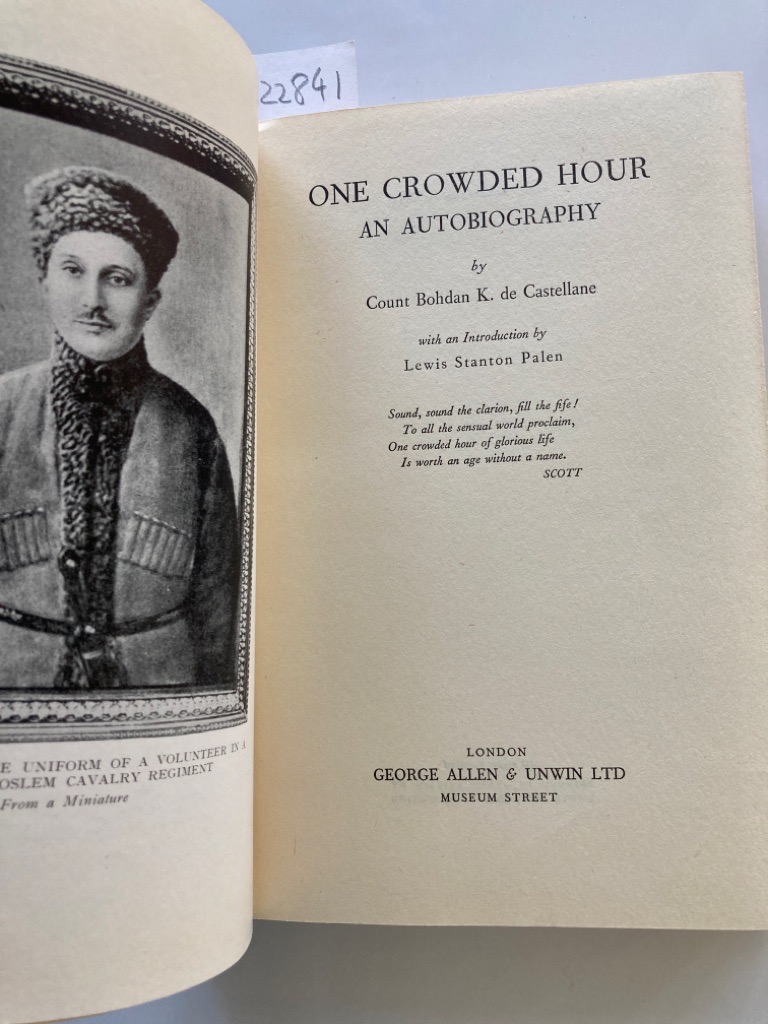 22841
ONE CROWDED HOUR
AN AUTOBIOGRAPHY
by
Count Bohdan K. de Castellane
with an Introduction by
Lewis Stanton Palen
Sound, sound the clarion, fill the fife!
To all the sensual world proclaim,
One crowded hour of glorious life
Is worth an age without a name.
SCOTT
LONDON
GEORGE ALLEN & UNWIN LTD
MUSEUM STREET
E UNIFORM OF A VOLUNTEER IN A
OSLEM CAVALRY REGIMENT
From a Miniature